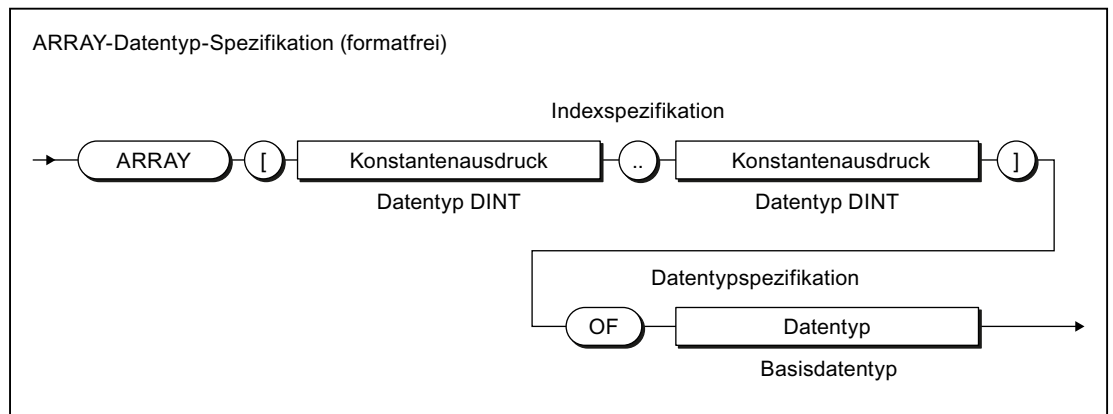 ARRAY-Datentyp-Spezifikation (formatfrei)
Indexspezifikation
ARRAY [ Konstantenausdruck .. Konstantenausdruck ]
Datentyp DINT Datentyp DINT
Datentypspezifikation
OF Datentyp
Basisdatentyp